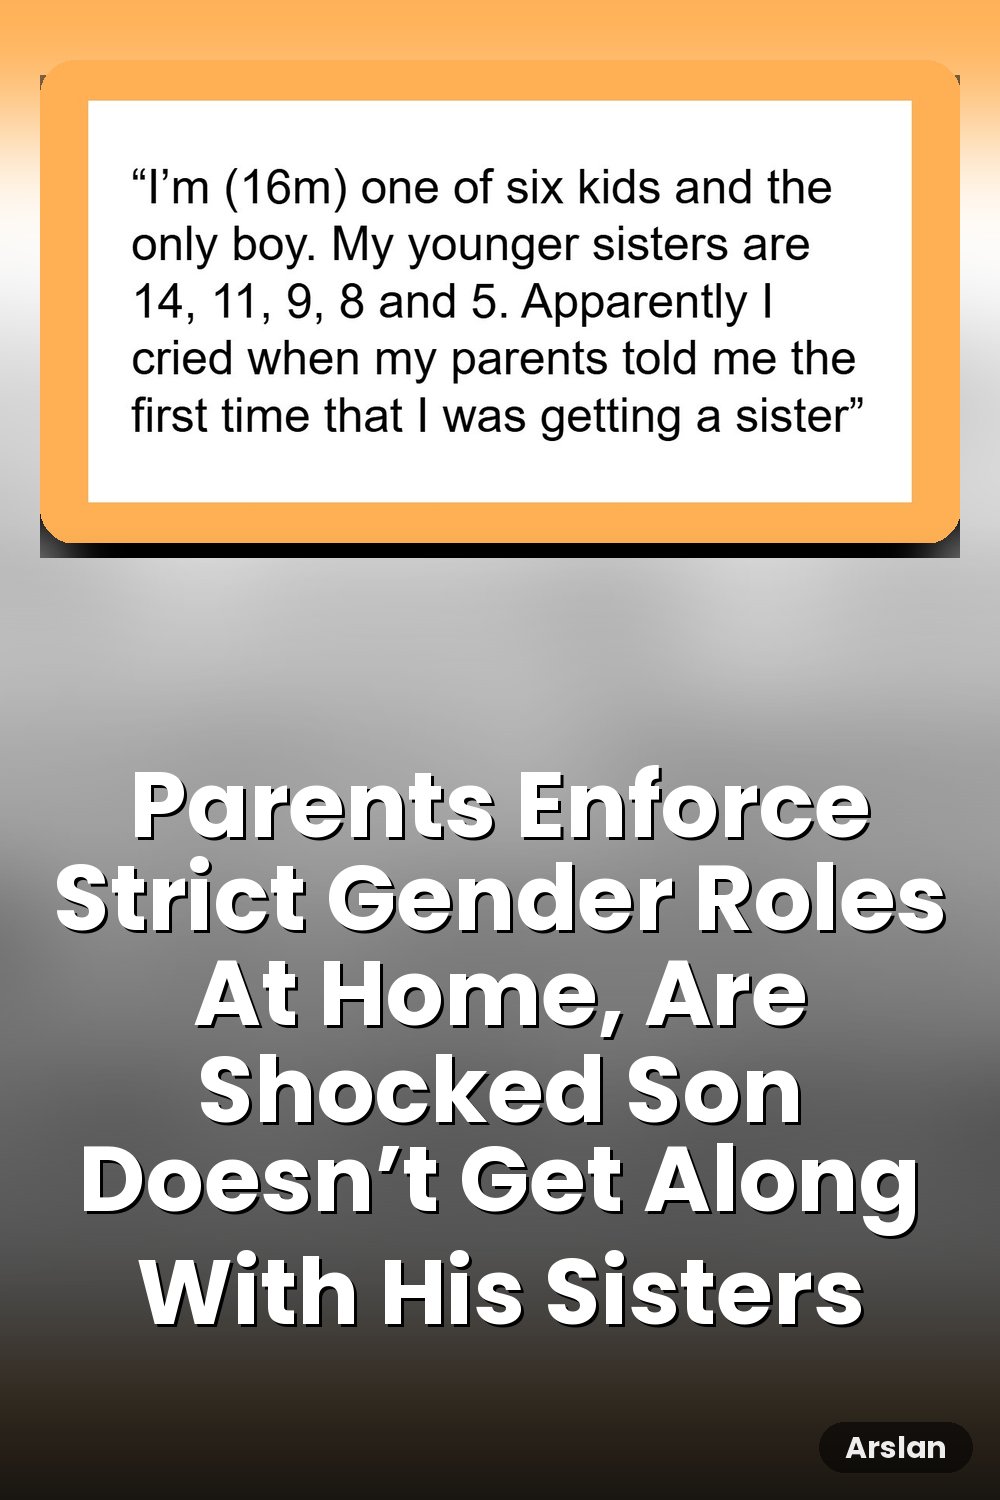 “I’m (16m) one of six kids and the
only boy. My younger sisters are
14, 11, 9, 8 and 5. Apparently I
cried when my parents told me the
first time that I was getting a sister”
Parents Enforce
Strict Gender Roles
At Home, Are
Shocked Son
Doesn’t Get Along
With His Sisters
Arslan